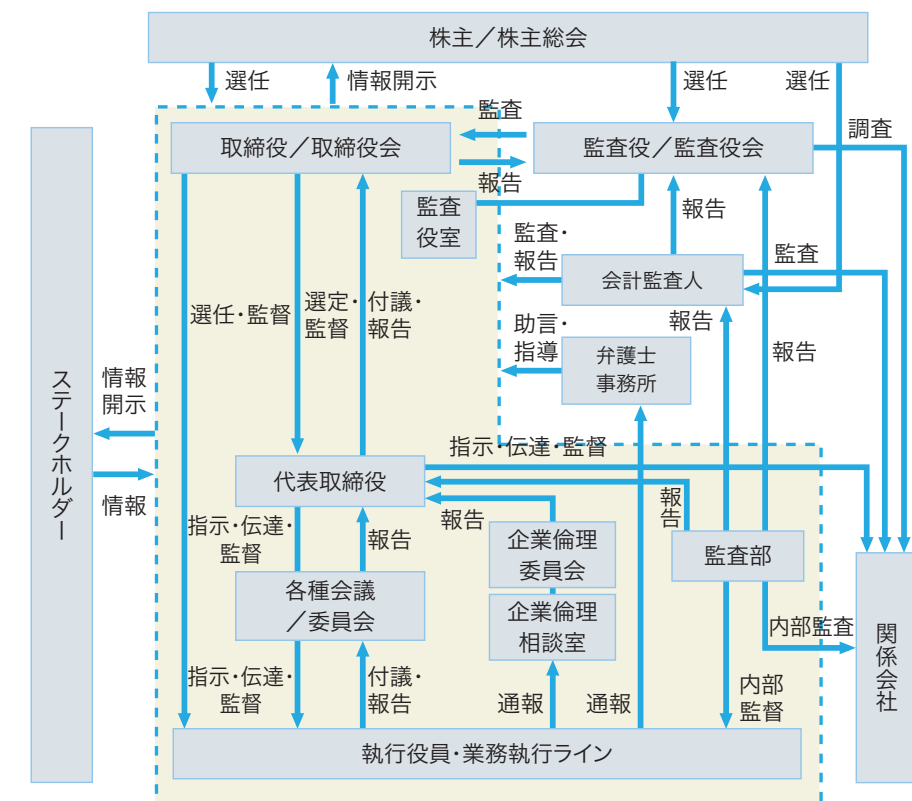 株主／株主総会
選任
情報開示
選任
選任
監査
調査
取締役／取締役会
監査役／監査役会
報告
監査
役室
報告
監査・
報告
監査
会計監査人
選任・監督
選定・
監督
付議・
報告
報告
助言・
指導
報告
弁護士
事務所
ステークホルダー
情報
開示
情報
指示・伝達・監督
代表取締役
報告
報告
指示・伝達・
監督
報告
企業倫理
委員会
監査部
各種会議
／委員会
企業倫理
相談室
内部監査
関係会社
指示・伝達・
監督
付議・
報告
通報
通報
内部
監督
執行役員・業務執行ライン